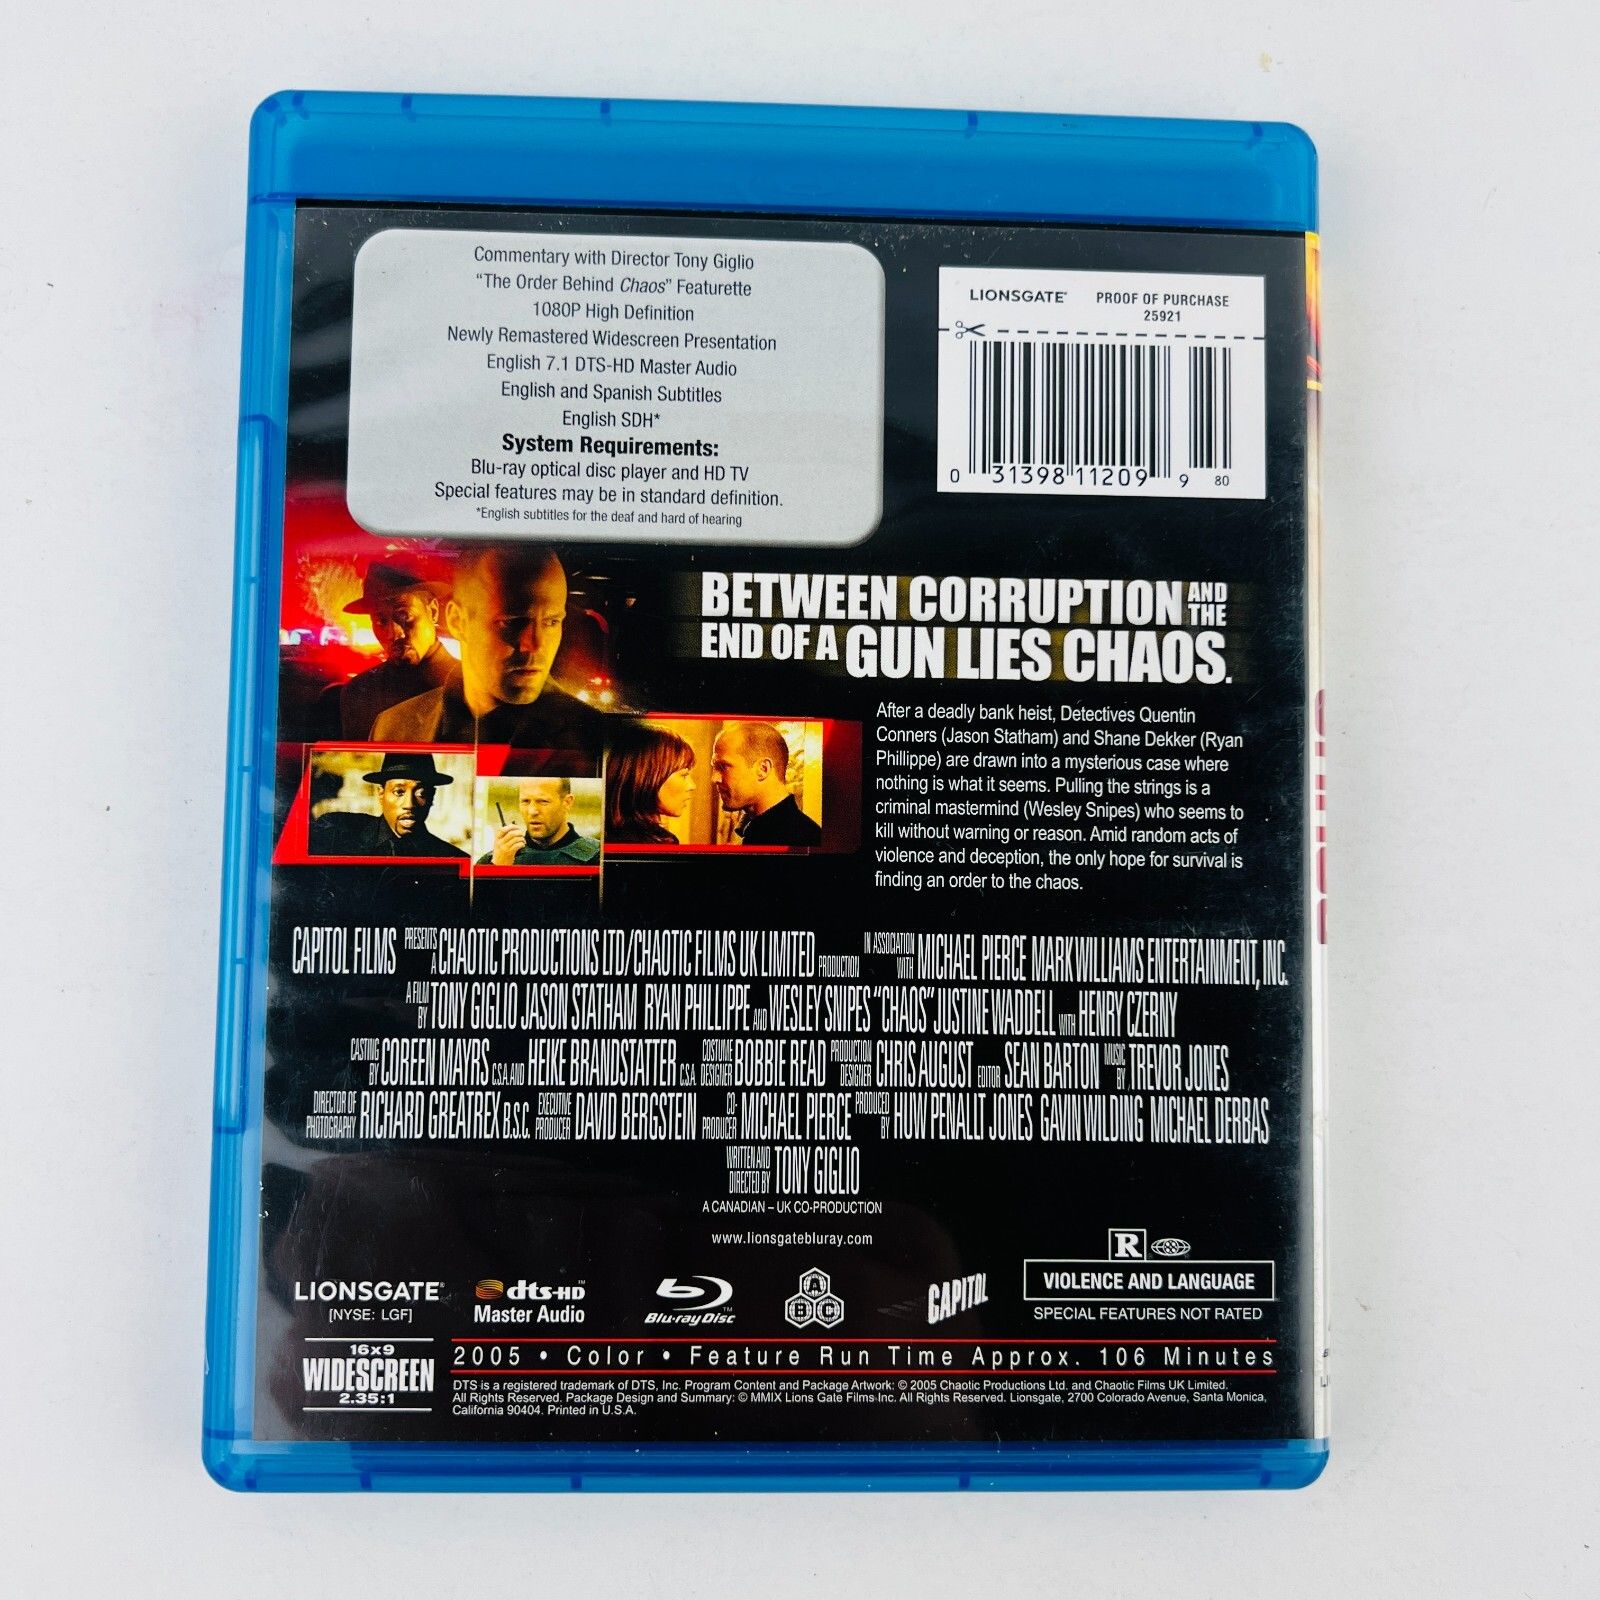 Commentary with Director Tony Giglio
"The Order Behind Chaos" Featurette
1080P High Definition
Newly Remastered Widescreen Presentation
English 7.1 DTS-HD Master Audio
English and Spanish Subtitles
English SDH*
System Requirements:
Blu-ray optical disc player and HD TV
Special features may be in standard definition.
*English subtitles for the deaf and hard of hearing
LIONSGATE® PROOF OF PURCHASE
25921
0 31398 11209 9 80
BETWEEN CORRUPTION AND THE
END OF A GUN LIES CHAOS.
After a deadly bank heist, Detectives Quentin
Conners (Jason Statham) and Shane Dekker (Ryan
Phillippe) are drawn into a mysterious case where
nothing is what it seems. Pulling the strings is a
criminal mastermind (Wesley Snipes) who seems to
kill without warning or reason. Amid random acts of
violence and deception, the only hope for survival is
finding an order to the chaos.
CAPITOL FILMS PRESENTS A CHAOTIC PRODUCTIONS LTD/CHAOTIC FILMS UK LIMITED PRODUCTION IN ASSOCIATION WITH MICHAEL PIERCE MARK WILLIAMS ENTERTAINMENT, INC.
A FILM BY TONY GIGLIO JASON STATHAM RYAN PHILLIPPE AND WESLEY SNIPES "CHAOS" JUSTINE WADDELL WITH HENRY CZERNY
CASTING BY COREEN MAYRS C.S.A. AND HEIKE BRANDSTATTER C.S.A. COSTUME DESIGNER BOBBIE READ PRODUCTION DESIGNER CHRIS AUGUST EDITOR SEAN BARTON MUSIC BY TREVOR JONES
DIRECTOR OF PHOTOGRAPHY RICHARD GREATREX B.S.C. EXECUTIVE PRODUCER DAVID BERGSTEIN CO-PRODUCER MICHAEL PIERCE PRODUCED BY HUW PENALLT JONES GAVIN WILDING MICHAEL DERBAS
WRITTEN AND DIRECTED BY TONY GIGLIO
A CANADIAN – UK CO-PRODUCTION
www.lionsgatebluray.com
R
VIOLENCE AND LANGUAGE
SPECIAL FEATURES NOT RATED
LIONSGATE®
[NYSE: LGF]
dts-HD™
Master Audio
Blu-ray Disc™
A
B C
CAPITOL
16x9
WIDESCREEN
2.35:1
2005 • Color • Feature Run Time Approx. 106 Minutes
DTS is a registered trademark of DTS, Inc. Program Content and Package Artwork: © 2005 Chaotic Productions Ltd. and Chaotic Films UK Limited.
All Rights Reserved. Package Design and Summary: © MMIX Lions Gate Films Inc. All Rights Reserved. Lionsgate, 2700 Colorado Avenue, Santa Monica,
California 90404. Printed in U.S.A.